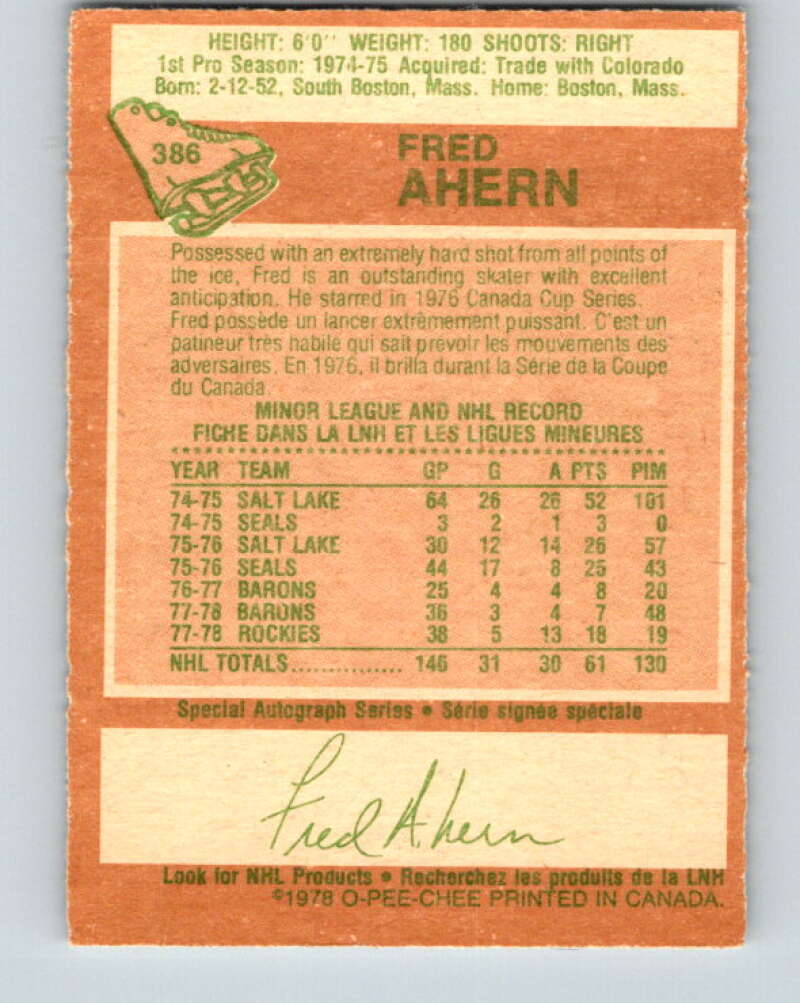 HEIGHT: 6'0" WEIGHT: 180 SHOOTS: RIGHT
1st Pro Season: 1974-75 Acquired: Trade with Colorado
Born: 2-12-52, South Boston, Mass. Home: Boston, Mass.
386
FRED
AHERN
Possessed with an extremely hard shot from all points of
the ice, Fred is an outstanding skater with excellent
anticipation. He starred in 1976 Canada Cup Series.
Fred possède un lancer extrêmement puissant. C'est un
patineur très habile qui sait prévoir les mouvements des
adversaires. En 1976, il brilla durant la Série de la Coupe
du Canada.
MINOR LEAGUE AND NHL RECORD
FICHE DANS LA LNH ET LES LIGUES MINEURES
YEAR TEAM GP G A PTS PIM
74-75 SALT LAKE 64 26 26 52 101
74-75 SEALS 3 2 1 3 0
75-76 SALT LAKE 30 12 14 26 57
75-76 SEALS 44 17 8 25 43
76-77 BARONS 25 4 4 8 20
77-78 BARONS 36 3 4 7 48
77-78 ROCKIES 38 5 13 18 19
NHL TOTALS............... 146 31 30 61 130
Special Autograph Series • Série signée spéciale
Fred Ahern
Look for NHL Products • Recherchez les produits de la LNH
©1978 O-PEE-CHEE PRINTED IN CANADA.